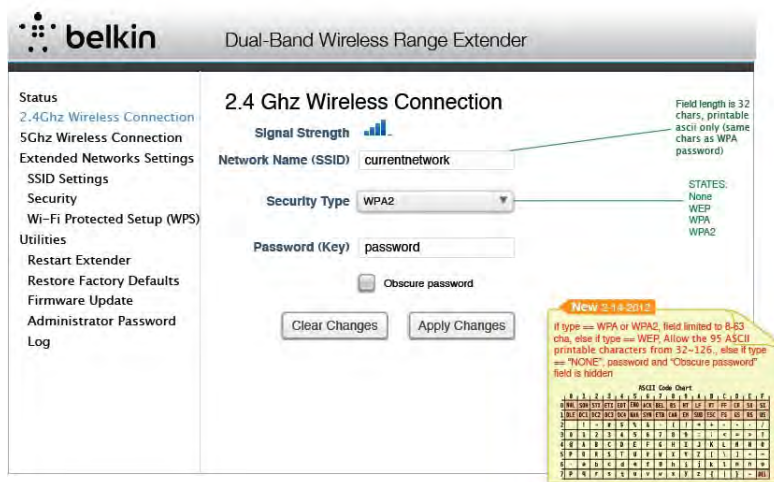 belkin
Dual-Band Wireless Range Extender
Status
2.4Ghz Wireless Connection
5Ghz Wireless Connection
Extended Networks Settings
SSID Settings
Security
Wi-Fi Protected Setup (WPS)
Utilities
Restart Extender
Restore Factory Defaults
Firmware Update
Administrator Password
Log
2.4 Ghz Wireless Connection
Signal Strength
Network Name (SSID) currentnetwork
Security Type WPA2
Password (Key) password
Obscure password
Clear Changes Apply Changes
Field length is 32
chars, printable
ascii only (same
chars as WPA
password)
STATES:
None
WEP
WPA
WPA2
New 2-14-2012
if type == WPA or WPA2, field limited to 8-63
cha, else if type == WEP, Allow the 95 ASCII
printable characters from 32-126., else if type
== "NONE", password and "Obscure password"
field is hidden
ASCII Code Chart